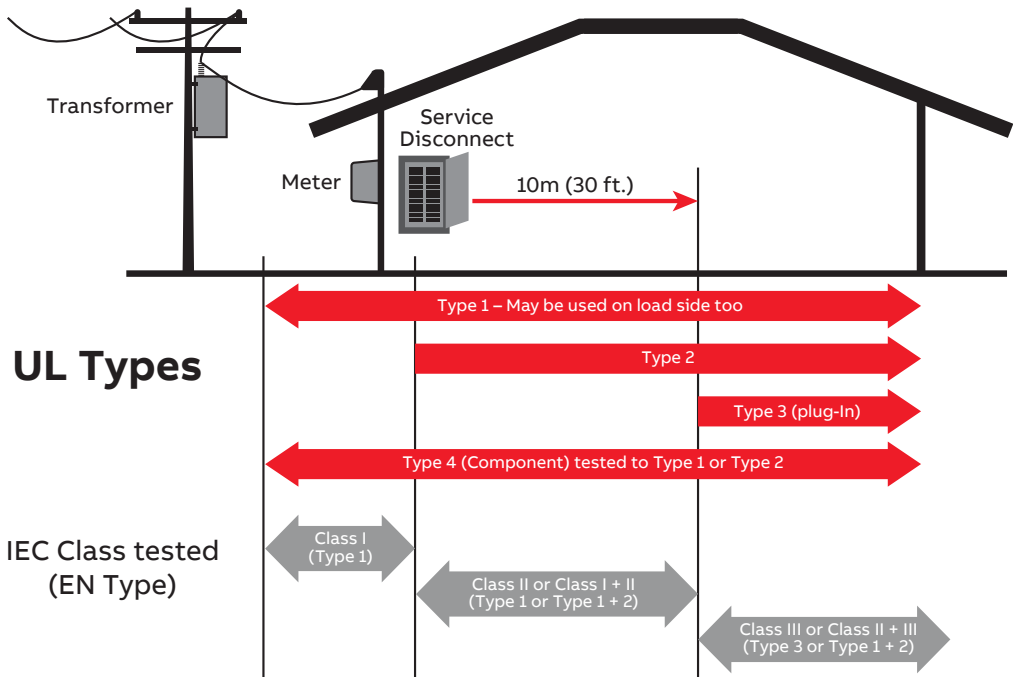 Transformer
Service
Disconnect
Meter
10m (30 ft.)
Type 1 – May be used on load side too
UL Types
Type 2
Type 3 (plug-In)
Type 4 (Component) tested to Type 1 or Type 2
IEC Class tested
(EN Type)
Class I
(Type 1)
Class II or Class I + II
(Type 1 or Type 1 + 2)
Class III or Class II + III
(Type 3 or Type 1 + 2)